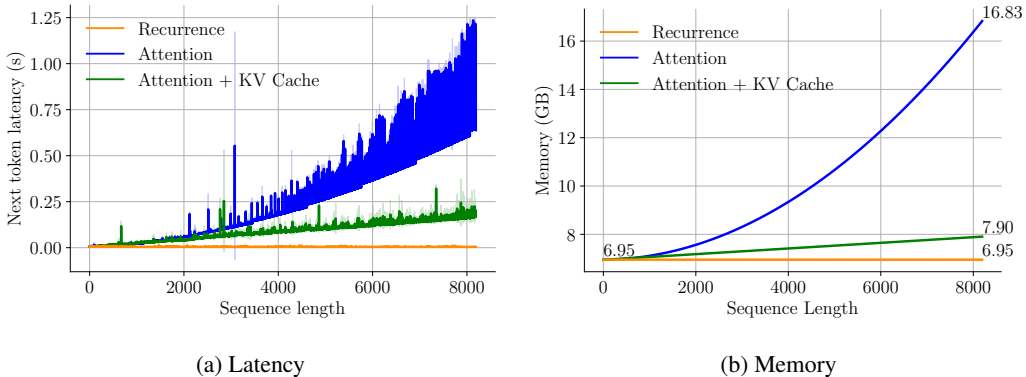 1.25
1.00
0.75
0.50
0.25
0.00
Next token latency (s)
Recurrence
Attention
Attention + KV Cache
0 2000 4000 6000 8000
Sequence length
(a) Latency
16
14
12
10
8
Memory (GB)
Recurrence
Attention
Attention + KV Cache
16.83
7.90
6.95
6.95
0 2000 4000 6000 8000
Sequence Length
(b) Memory